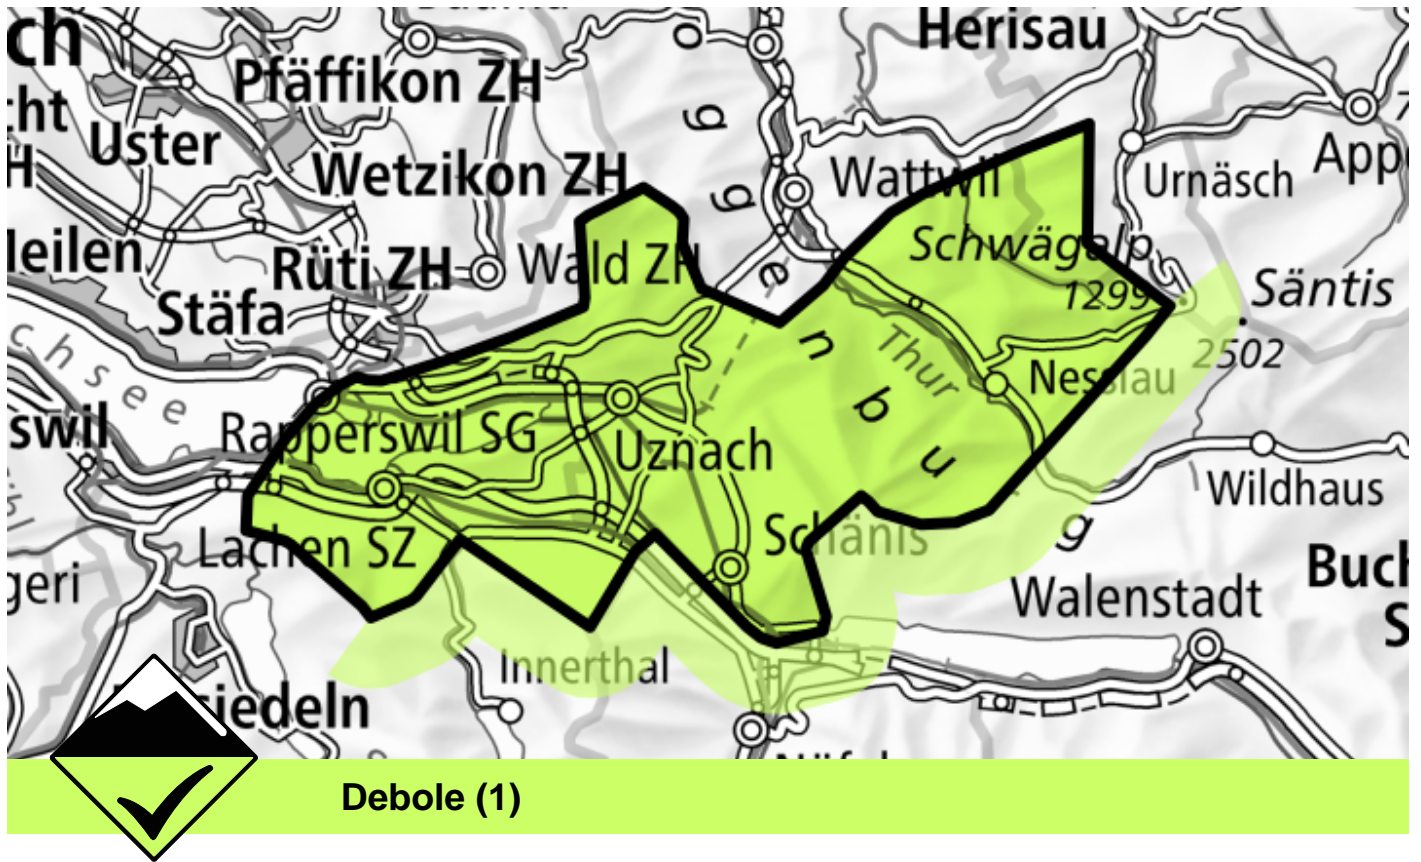 Herisau
Pfäffikon ZH
Uster
Wetzikon ZH
Wattwil
Urnäsch
Rüti ZH
Wald ZH
Schwägalp
1299
Säntis
2502
Stäfa
Thur
Nesslau
Rapperswil SG
Uznach
Wildhaus
Lachen SZ
Schänis
Walenstadt
Innerthal
Debole (1)